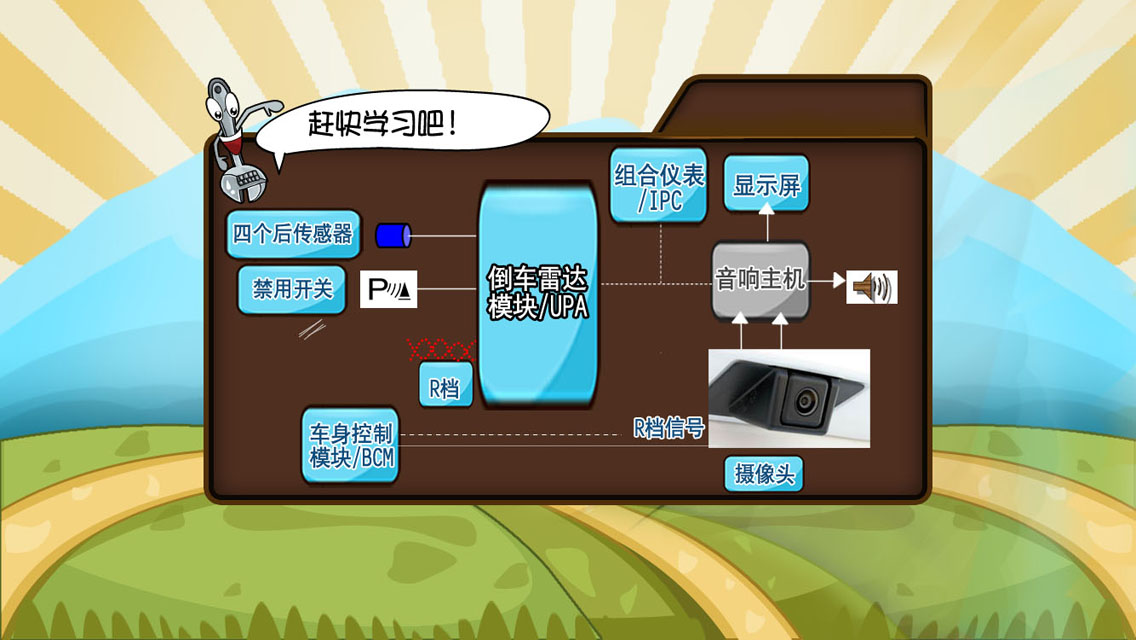 赶快学习吧！
组合仪表
/IPC
显示屏
四个后传感器
禁用开关
P
倒车雷达
模块/UPA
音响主机
R档
车身控制
模块/BCM
R档信号
摄像头